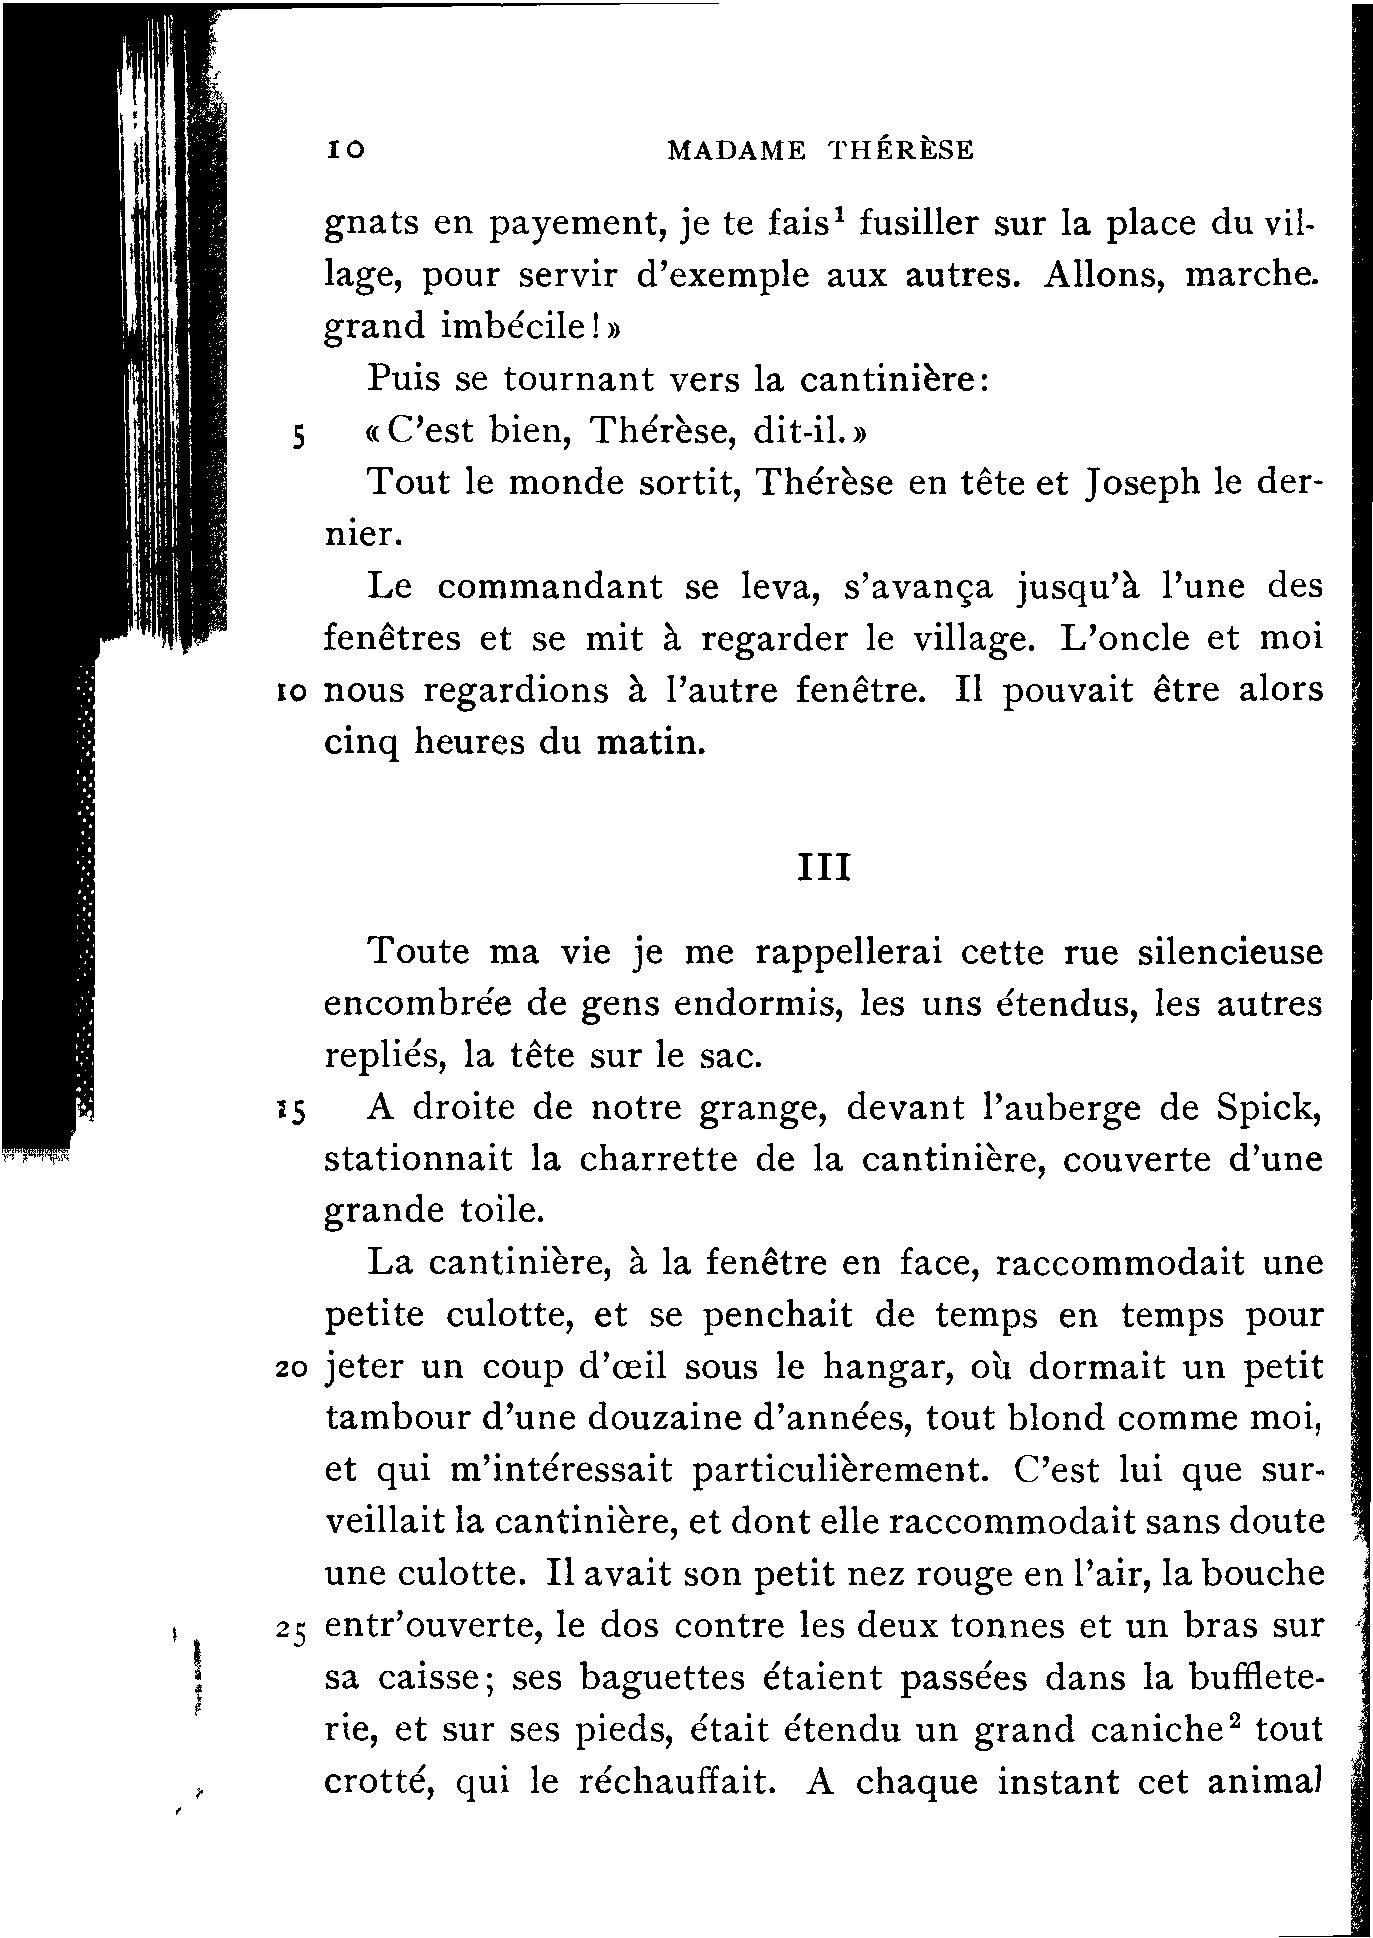 10 MADAME THÉRÈSE
gnats en payement, je te fais¹ fusiller sur la place du vil-
lage, pour servir d'exemple aux autres. Allons, marche.
grand imbécile!»
Puis se tournant vers la cantinière:
5 «C'est bien, Thérèse, dit-il.»
Tout le monde sortit, Thérèse en tête et Joseph le der-
nier.
Le commandant se leva, s'avança jusqu'à l'une des
fenêtres et se mit à regarder le village. L'oncle et moi
10 nous regardions à l'autre fenêtre. Il pouvait être alors
cinq heures du matin.
III
Toute ma vie je me rappellerai cette rue silencieuse
encombrée de gens endormis, les uns étendus, les autres
repliés, la tête sur le sac.
15 A droite de notre grange, devant l'auberge de Spick,
stationnait la charrette de la cantinière, couverte d'une
grande toile.
La cantinière, à la fenêtre en face, raccommodait une
petite culotte, et se penchait de temps en temps pour
20 jeter un coup d'œil sous le hangar, où dormait un petit
tambour d'une douzaine d'années, tout blond comme moi,
et qui m'intéressait particulièrement. C'est lui que sur-
veillait la cantinière, et dont elle raccommodait sans doute
une culotte. Il avait son petit nez rouge en l'air, la bouche
25 entr'ouverte, le dos contre les deux tonnes et un bras sur
sa caisse; ses baguettes étaient passées dans la bufflete-
rie, et sur ses pieds, était étendu un grand caniche² tout
crotté, qui le réchauffait. A chaque instant cet animal